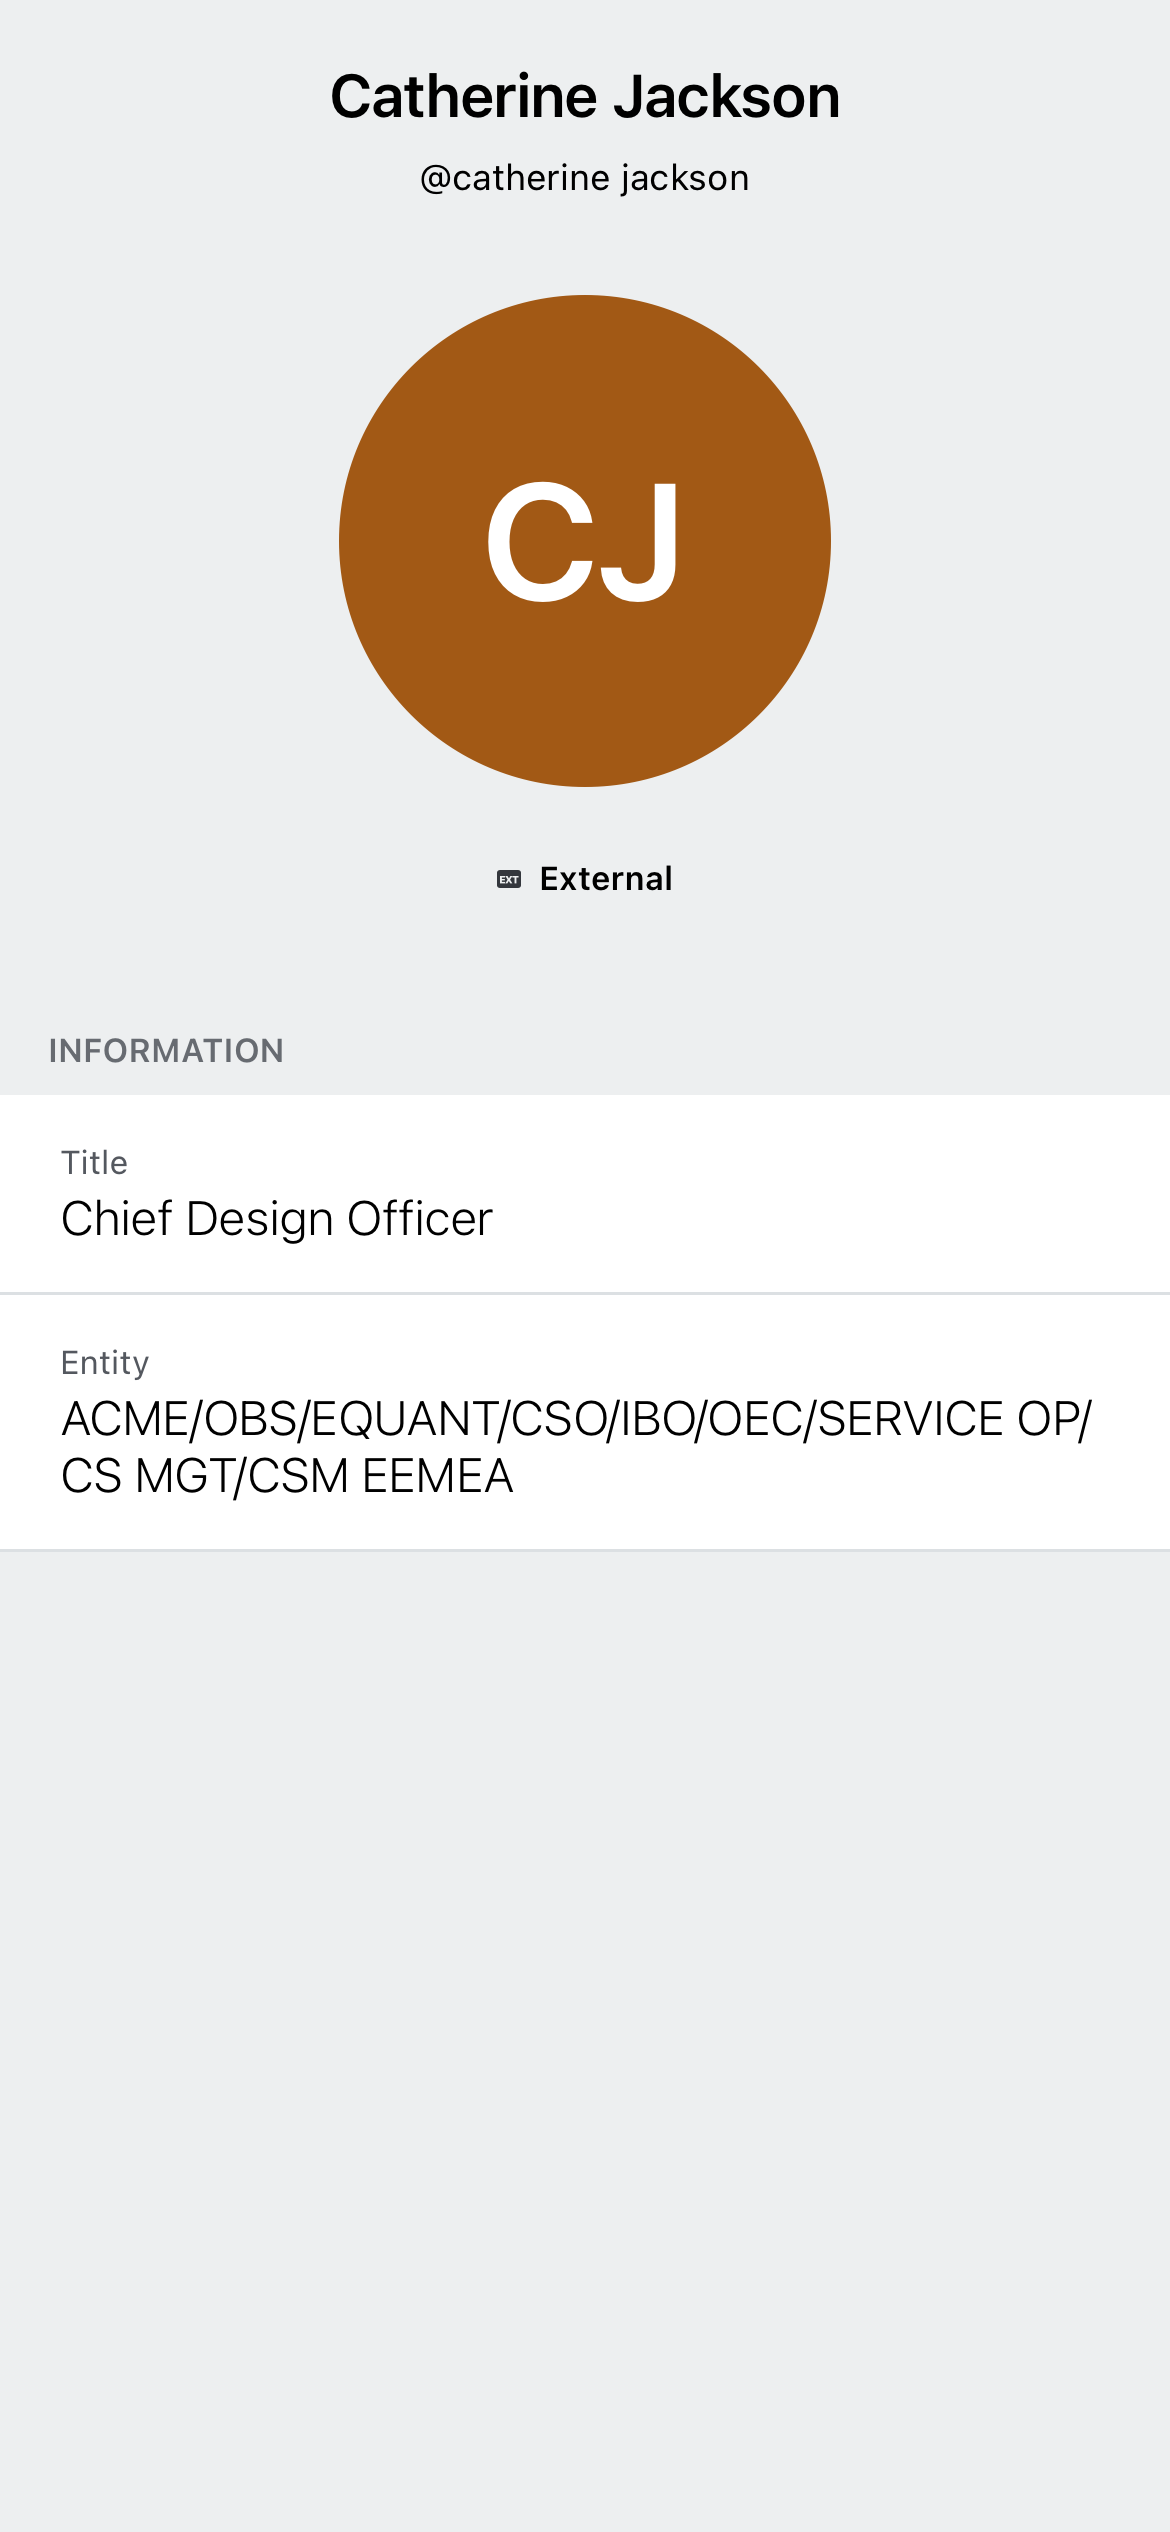 Catherine Jackson
@catherine jackson
CJ
EXT External
INFORMATION
Title
Chief Design Officer
Entity
ACME/OBS/EQUANT/CSO/IBO/OEC/SERVICE OP/
CS MGT/CSM EEMEA